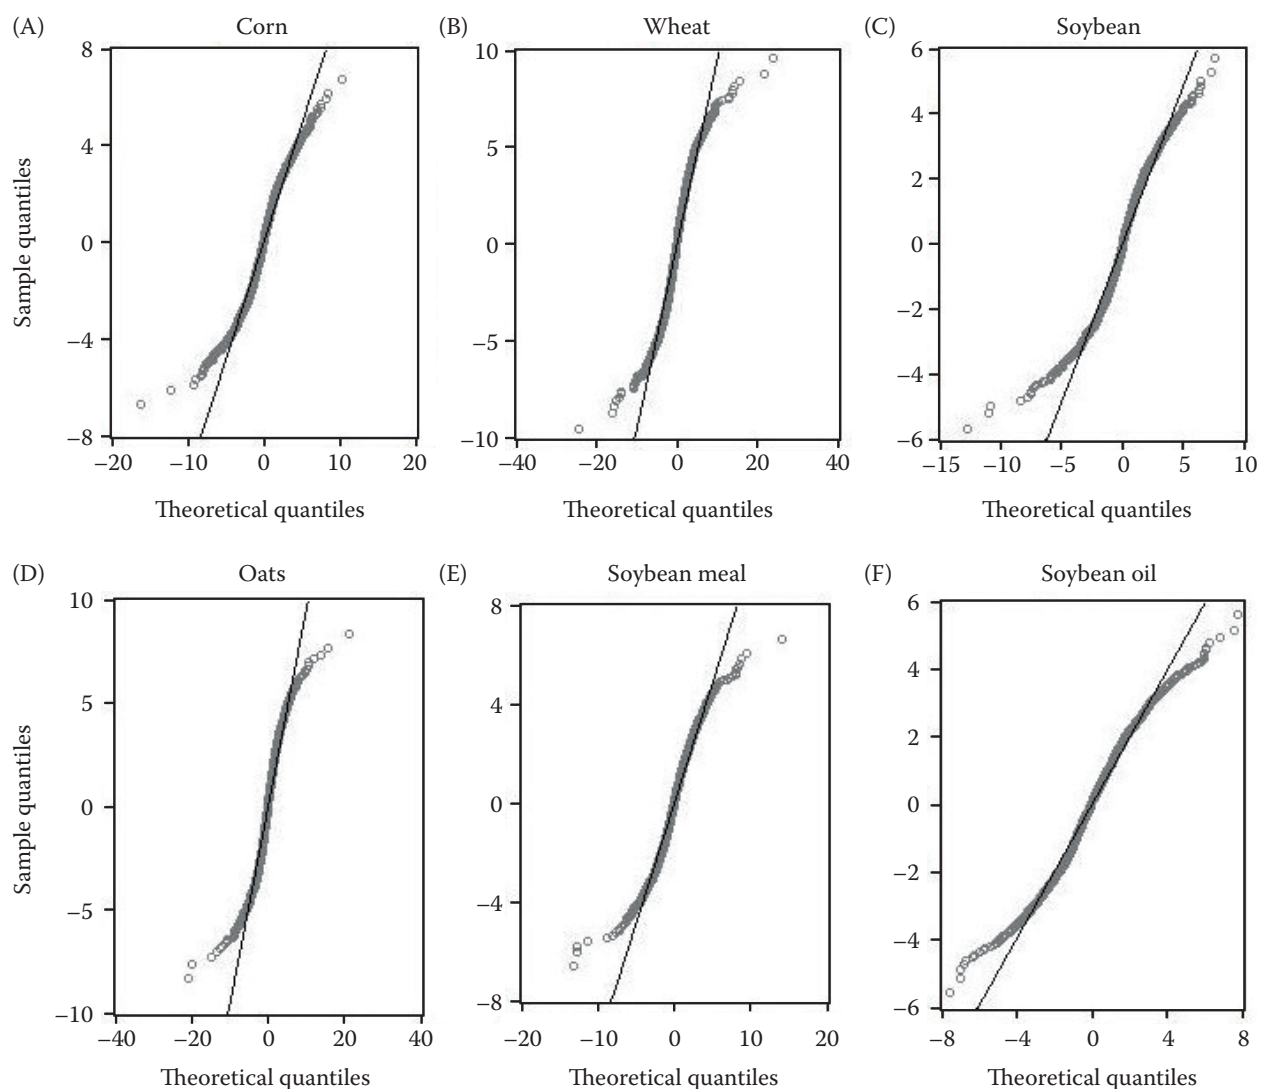 (A) Corn (B) Wheat (C) Soybean
8
4
0
−4
−8
Sample quantiles
−20 −10 0 10 20
Theoretical quantiles
10
5
0
−5
−10
−40 −20 0 20 40
Theoretical quantiles
6
4
2
0
−2
−4
−6
−15 −10 −5 0 5 10
Theoretical quantiles
(D) Oats (E) Soybean meal (F) Soybean oil
10
5
0
−5
−10
Sample quantiles
−40 −20 0 20 40
Theoretical quantiles
8
4
0
−4
−8
−20 −10 0 10 20
Theoretical quantiles
6
4
2
0
−2
−4
−6
−8 −4 0 4 8
Theoretical quantiles